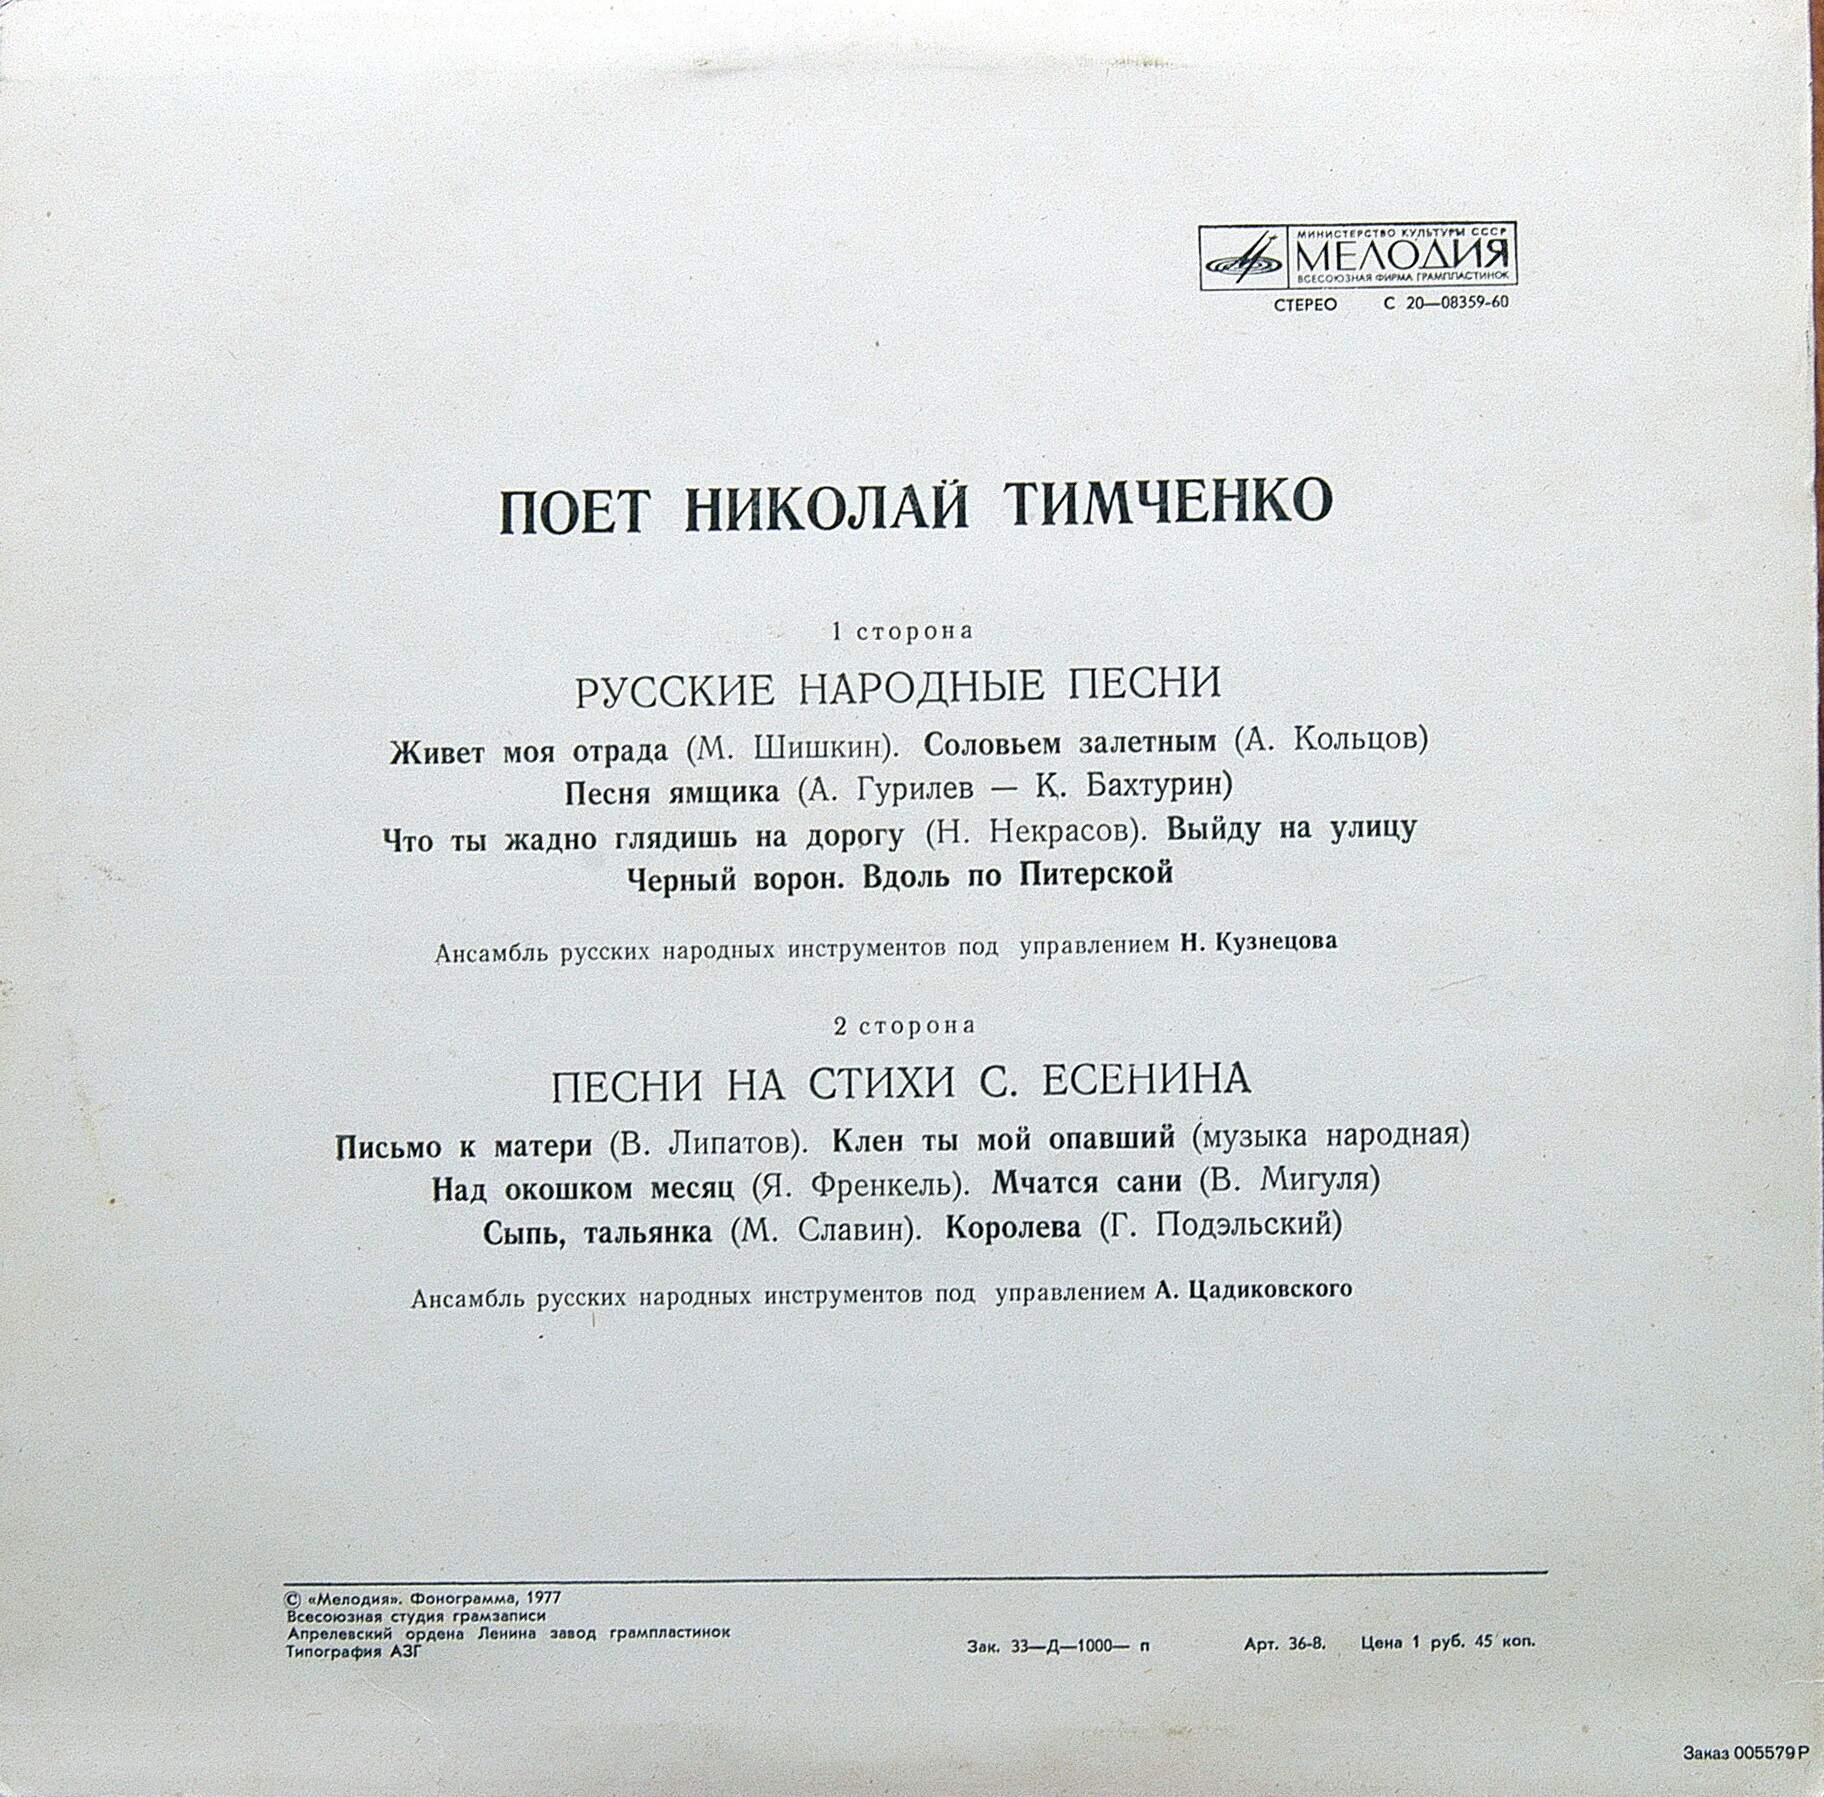 МИНИСТЕРСТВО КУЛЬТУРЫ СССР
МЕЛОДИЯ
ВСЕСОЮЗНАЯ ФИРМА ГРАМПЛАСТИНОК
СТЕРЕО С 20—08359-60
ПОЕТ НИКОЛАЙ ТИМЧЕНКО
1 сторона
РУССКИЕ НАРОДНЫЕ ПЕСНИ
Живет моя отрада (М. Шишкин). Соловьем залетным (А. Кольцов)
Песня ямщика (А. Гурилев — К. Бахтурин)
Что ты жадно глядишь на дорогу (Н. Некрасов). Выйду на улицу
Черный ворон. Вдоль по Питерской
Ансамбль русских народных инструментов под управлением Н. Кузнецова
2 сторона
ПЕСНИ НА СТИХИ С. ЕСЕНИНА
Письмо к матери (В. Липатов). Клен ты мой опавший (музыка народная)
Над окошком месяц (Я. Френкель). Мчатся сани (В. Мигуля)
Сыпь, тальянка (М. Славин). Королева (Г. Подэльский)
Ансамбль русских народных инструментов под управлением А. Цадиковского
© «Мелодия». Фонограмма, 1977
Всесоюзная студия грамзаписи
Апрелевский ордена Ленина завод грампластинок
Типография АЗГ
Зак. 33—Д—1000— п Арт. 36-8. Цена 1 руб. 45 коп.
Заказ 005579Р